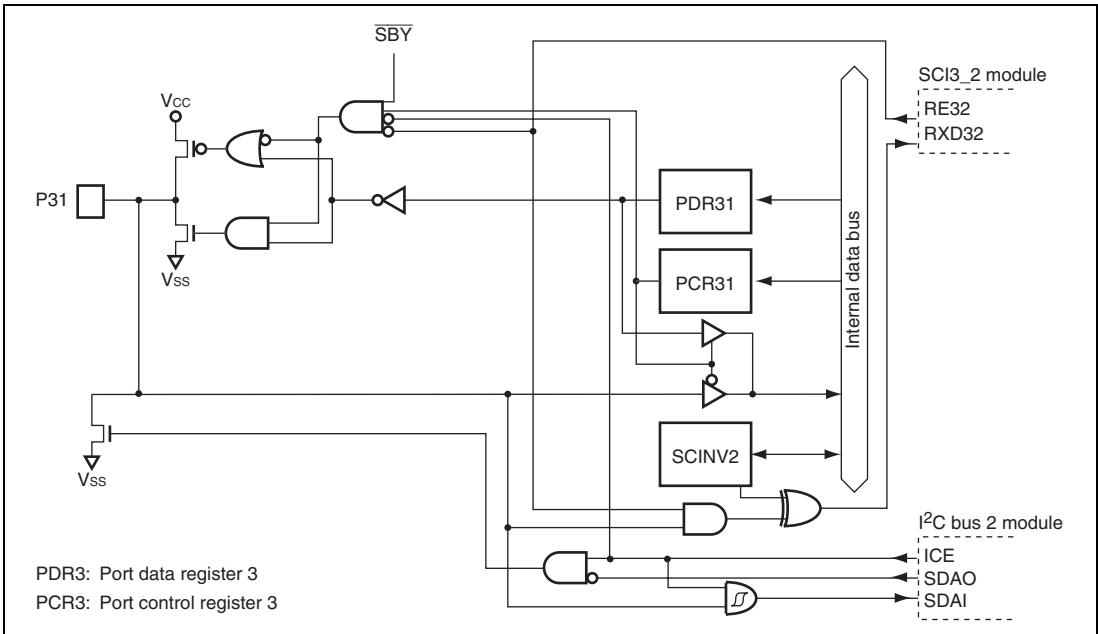 SBY
SCI3_2 module
VCC
RE32
RXD32
P31
PDR31
VSS
PCR31
Internal data bus
SCINV2
VSS
I2C bus 2 module
ICE
SDAO
SDAI
PDR3: Port data register 3
PCR3: Port control register 3